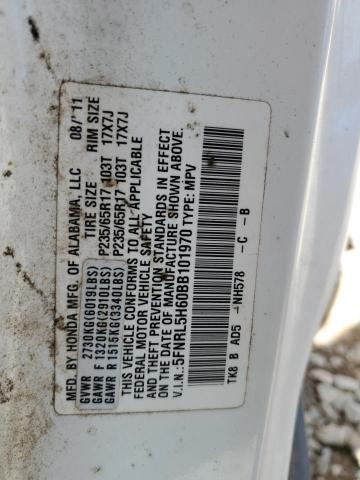 MFD. BY HONDA MFG. OF ALABAMA, LLC 08/'11
GVWR 2730KG(6019LBS) TIRE SIZE RIM SIZE
GAWR F 1320KG(2910LBS) P235/65R17 103T 17X7J
GAWR R 1515KG(3340LBS) P235/65R17 103T 17X7J
THIS VEHICLE CONFORMS TO ALL APPLICABLE
FEDERAL MOTOR VEHICLE SAFETY
AND THEFT PREVENTION STANDARDS IN EFFECT
ON THE DATE OF MANUFACTURE SHOWN ABOVE.
V.I.N.:5FNRL5H60BB101970 TYPE: MPV
TK8 B AD5 -NH578 -C -B